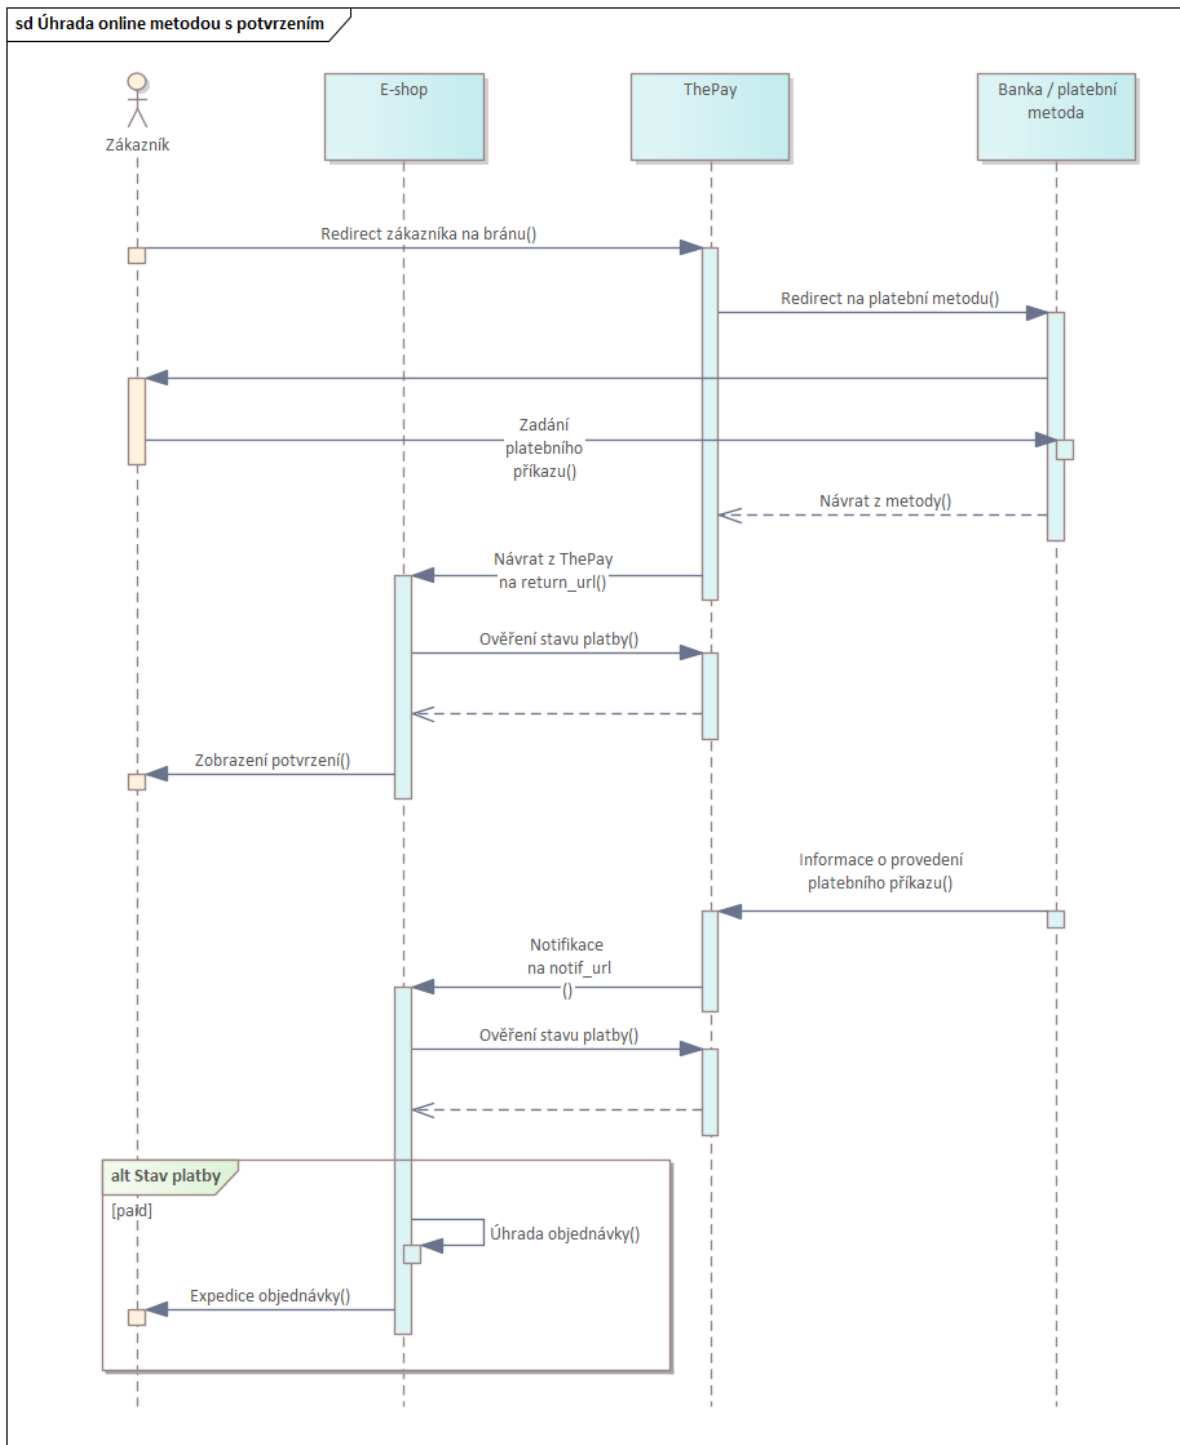 sd Úhrada online metodou s potvrzením
Zákazník
E-shop
ThePay
Banka / platební
metoda
Redirect zákazníka na bránu()
Redirect na platební metodu()
Zadání
platebního
příkazu()
Návrat z metody()
Návrat z ThePay
na return_url()
Ověření stavu platby()
Zobrazení potvrzení()
Informace o provedení
platebního příkazu()
Notifikace
na notif_url
()
Ověření stavu platby()
alt Stav platby
[paid]
Úhrada objednávky()
Expedice objednávky()